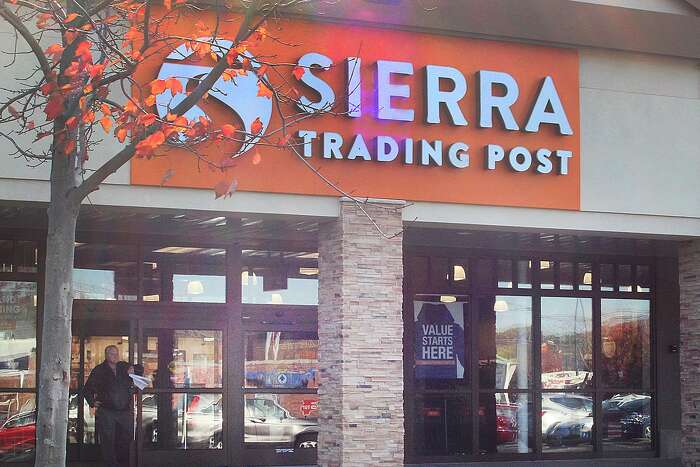 SIERRA
TRADING POST
VALUE
STARTS
HERE